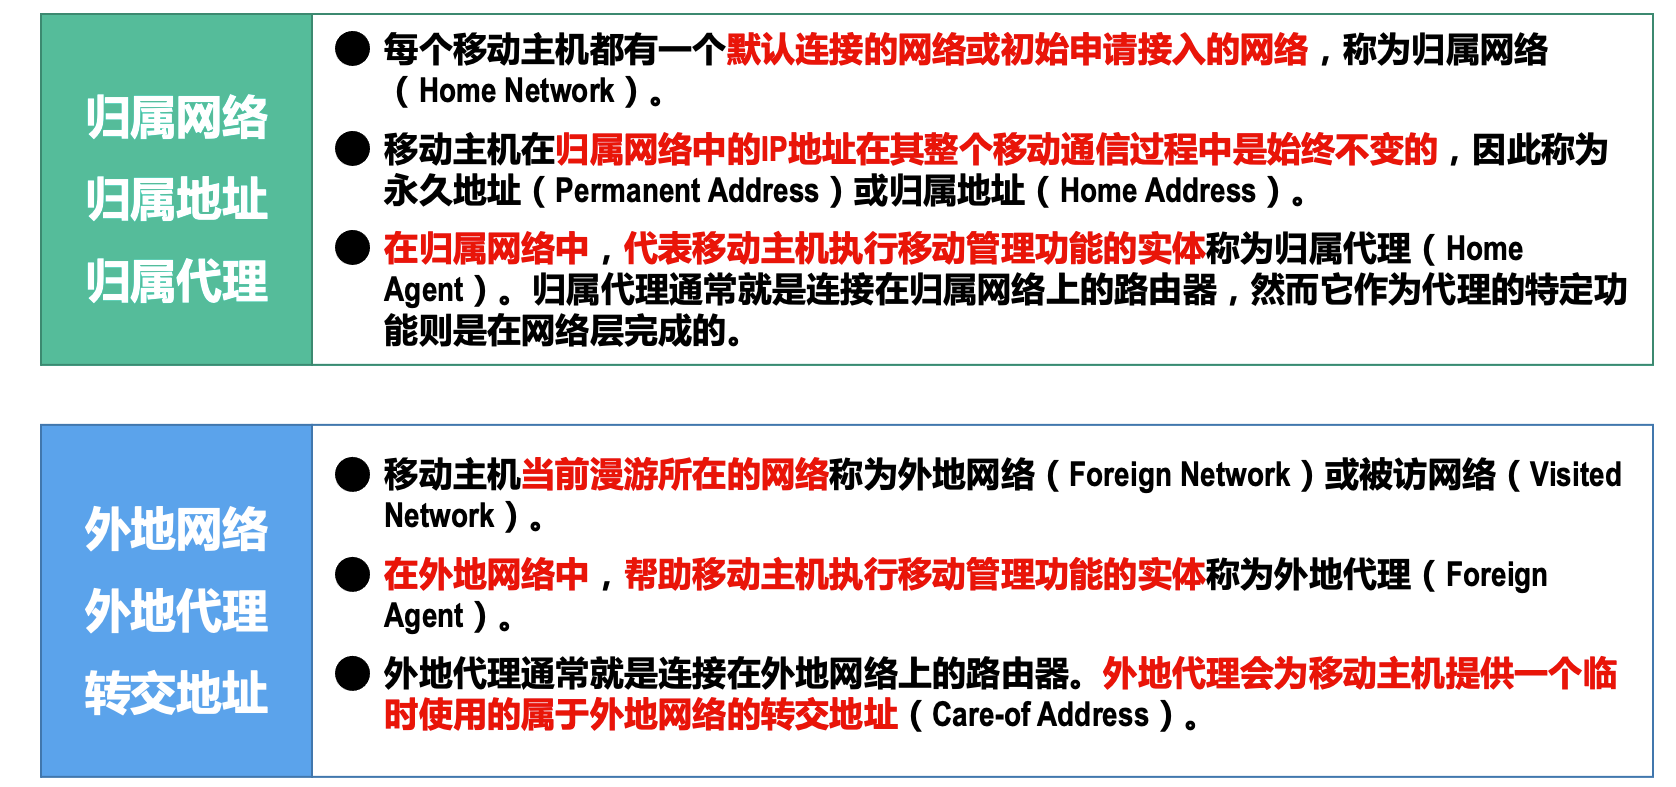 归属网络
归属地址
归属代理
● 每个移动主机都有一个默认连接的网络或初始申请接入的网络，称为归属网络
（Home Network）。
● 移动主机在归属网络中的IP地址在其整个移动通信过程中是始终不变的，因此称为
永久地址（Permanent Address）或归属地址（Home Address）。
● 在归属网络中，代表移动主机执行移动管理功能的实体称为归属代理（Home
Agent）。归属代理通常就是连接在归属网络上的路由器，然而它作为代理的特定功
能则是在网络层完成的。
外地网络
外地代理
转交地址
● 移动主机当前漫游所在的网络称为外地网络（Foreign Network）或被访网络（Visited
Network）。
● 在外地网络中，帮助移动主机执行移动管理功能的实体称为外地代理（Foreign
Agent）。
● 外地代理通常就是连接在外地网络上的路由器。外地代理会为移动主机提供一个临
时使用的属于外地网络的转交地址（Care-of Address）。